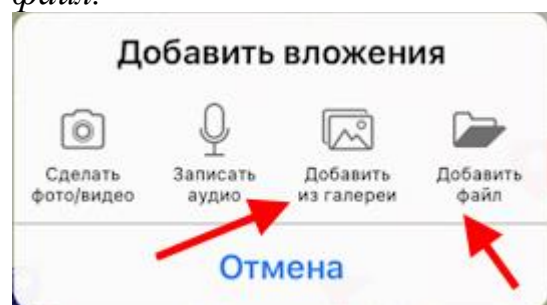 файл.
Добавить вложения
Сделать фото/видео
Записать аудио
Добавить из галереи
Добавить файл
Отмена